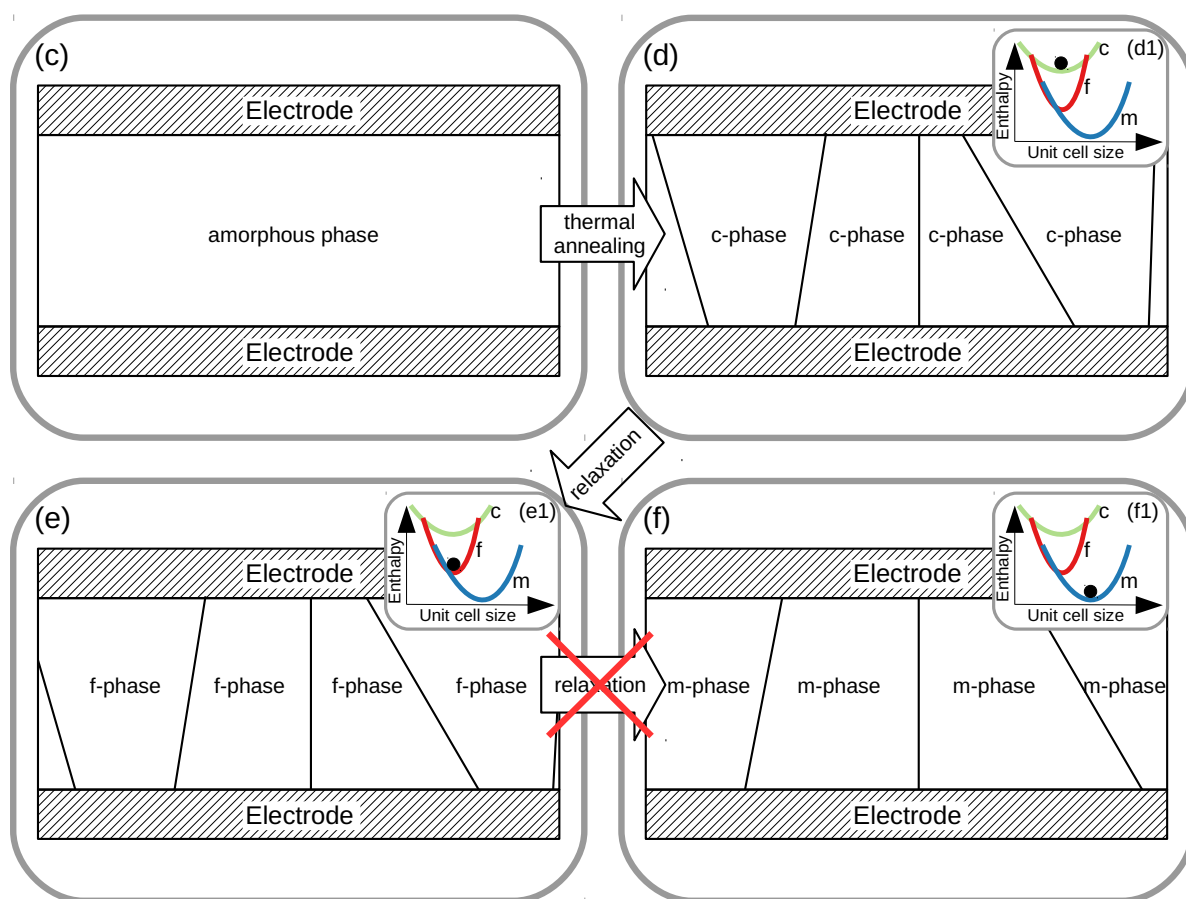 (c)
Electrode
amorphous phase
Electrode
thermal
annealing
(d)
Electrode
c-phase c-phase c-phase c-phase
Electrode
c (d1)
f
m
Enthalpy
Unit cell size
relaxation
(e)
Electrode
f-phase f-phase f-phase f-phase
Electrode
c (e1)
f
m
Enthalpy
Unit cell size
relaxation
(f)
Electrode
m-phase m-phase m-phase m-phase
Electrode
c (f1)
f
m
Enthalpy
Unit cell size